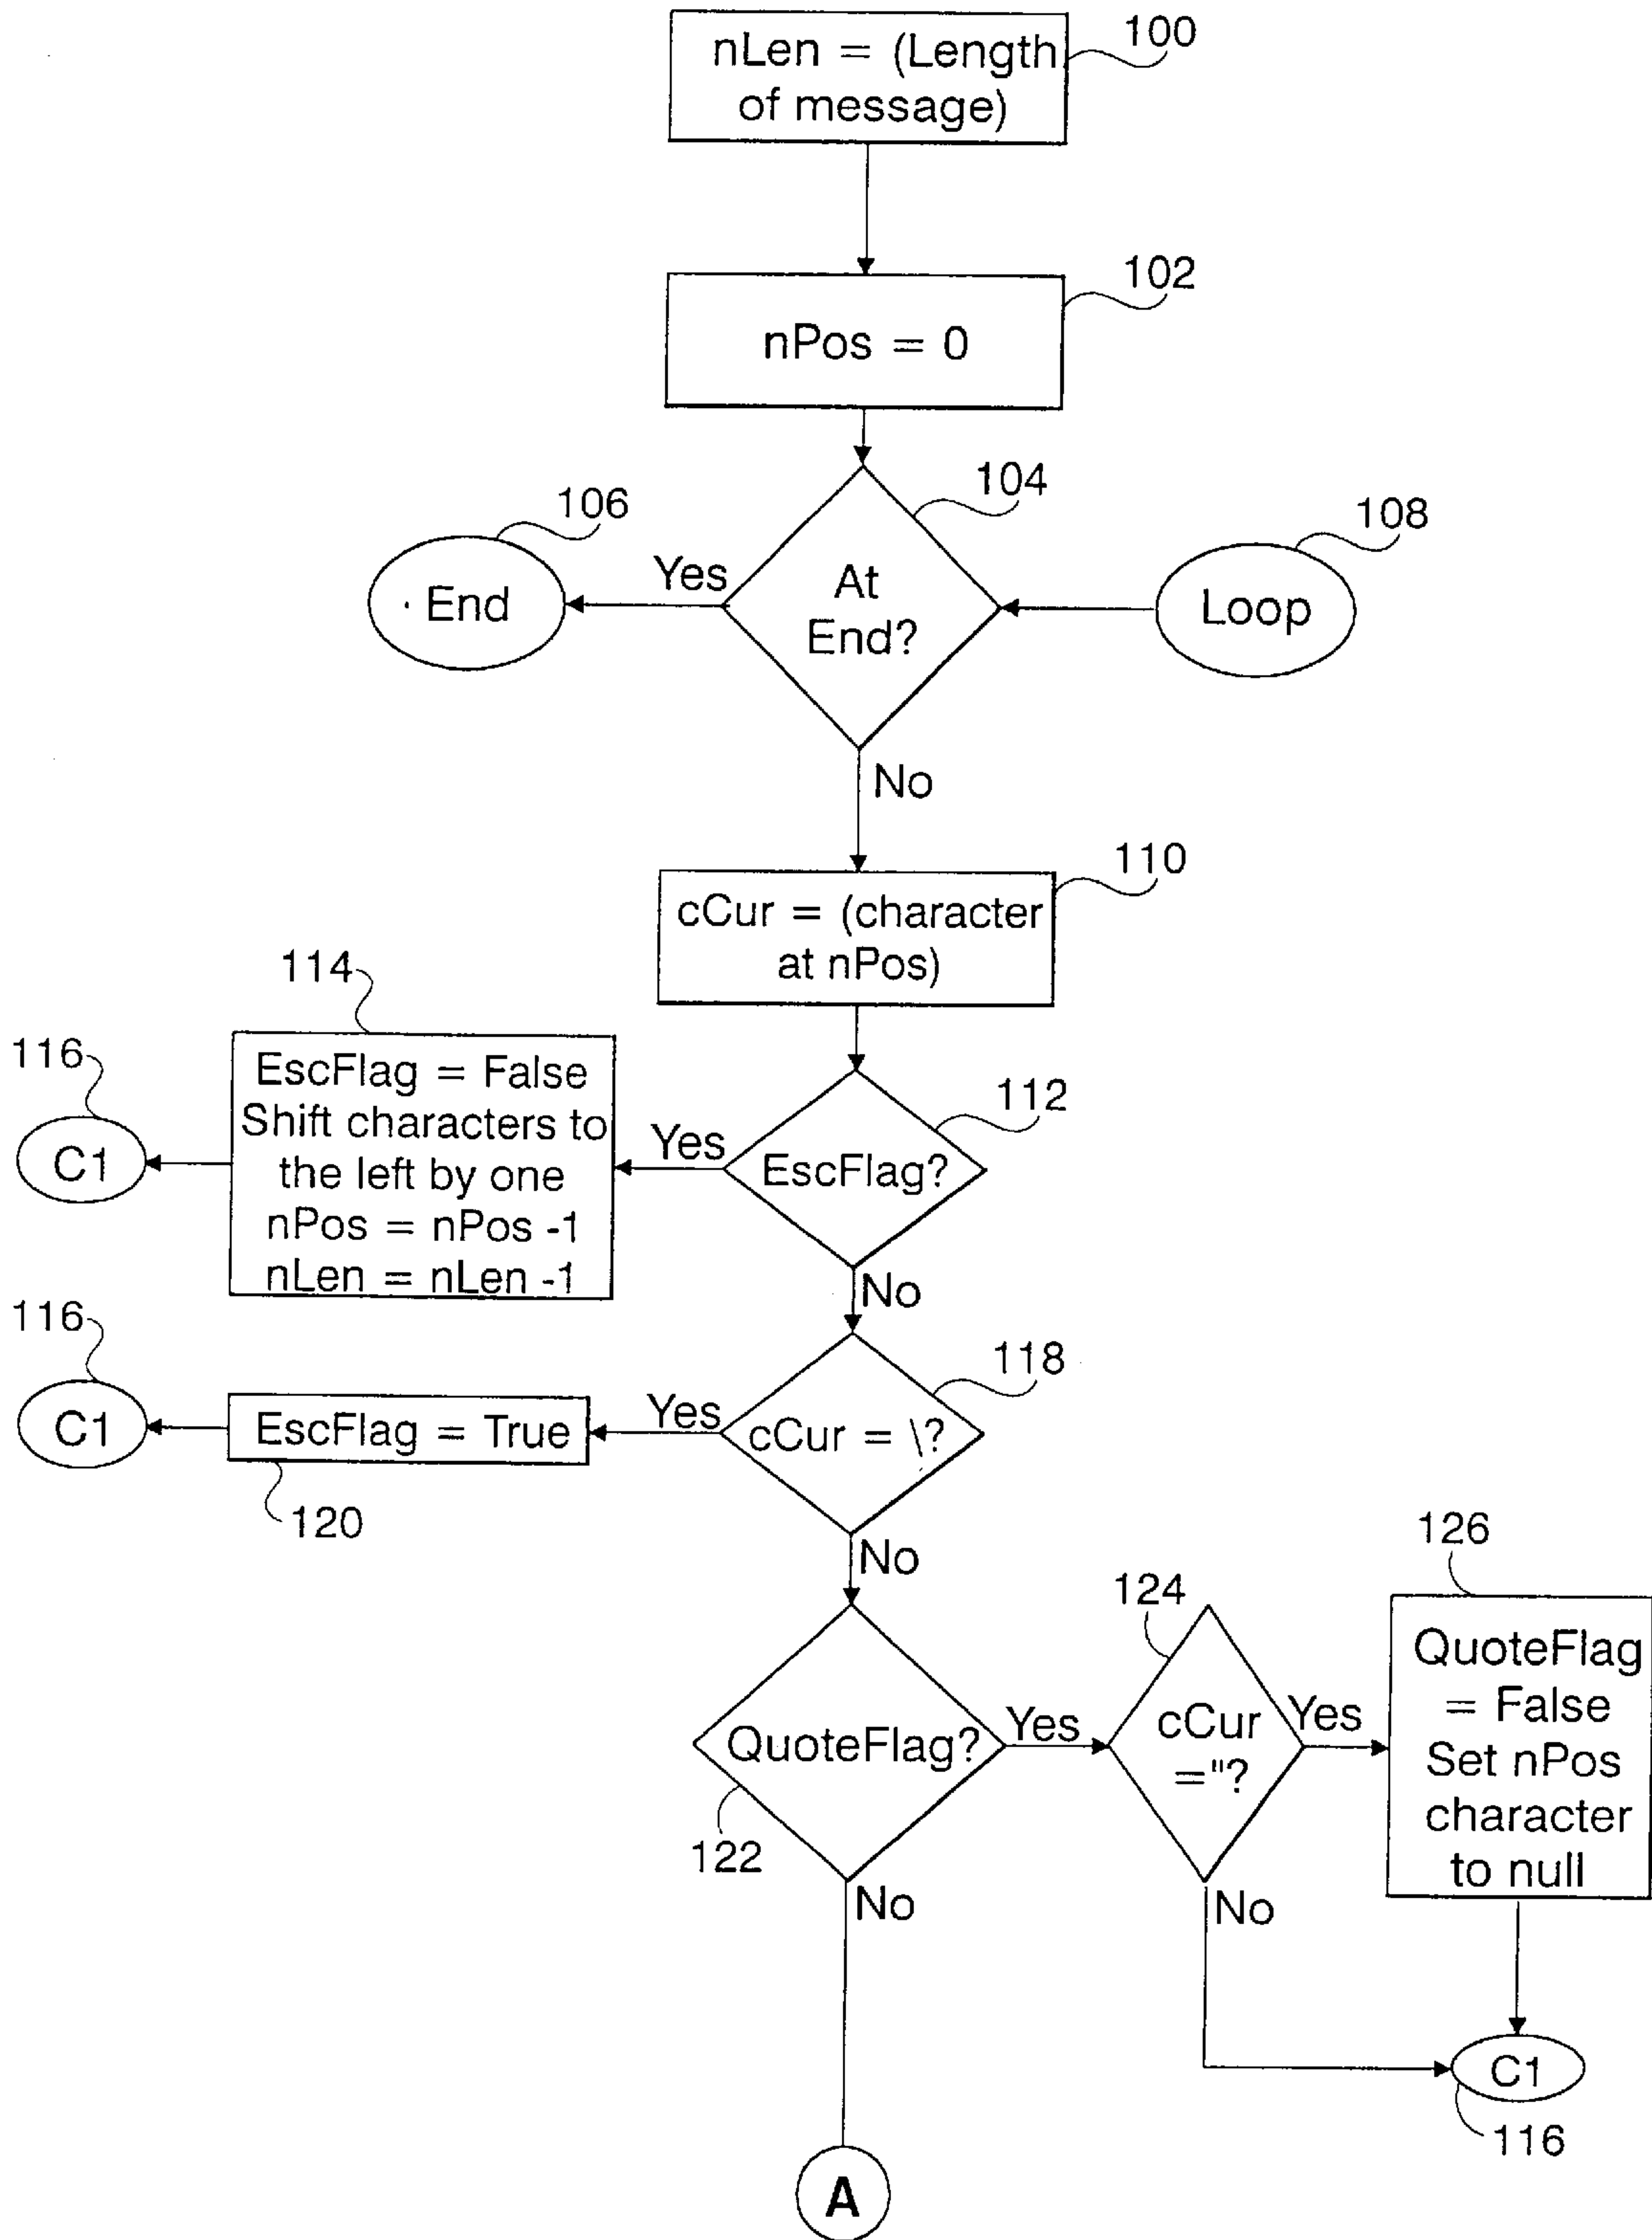 nLen = (Length
of message)
100
nPos = 0
102
104
106
108
Yes
At
End?
End
Loop
No
110
cCur = (character
at nPos)
114
116
EscFlag = False
Shift characters to
the left by one
nPos = nPos -1
nLen = nLen -1
C1
Yes
EscFlag?
112
No
116
118
C1
EscFlag = True
Yes
cCur = \?
120
No
124
126
QuoteFlag?
Yes
cCur
="?
Yes
QuoteFlag
= False
Set nPos
character
to null
122
No
No
C1
116
A